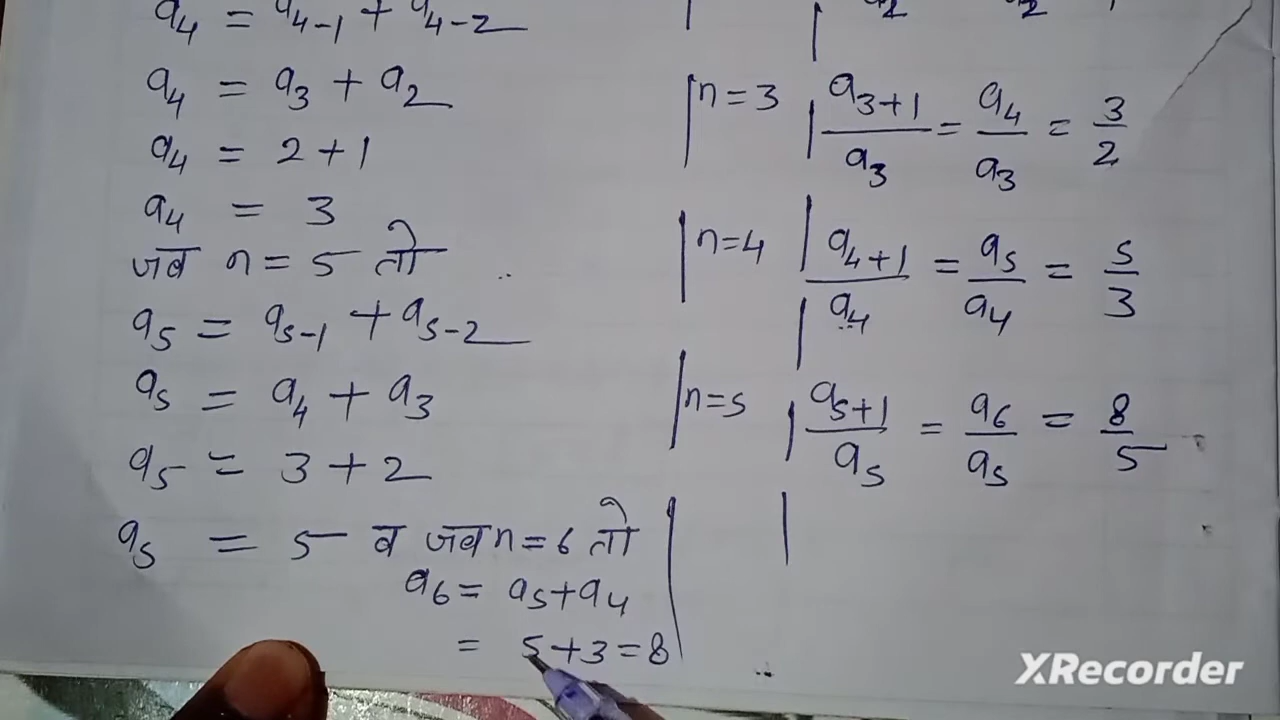 a₄ = a₄₋₁ + a₄₋₂
a₄ = a₃ + a₂
a₄ = 2 + 1
a₄ = 3
जब n = 5 तो
a₅ = a₅₋₁ + a₅₋₂
a₅ = a₄ + a₃
a₅ = 3 + 2
a₅ = 5 व जब n = 6 तो
a₆ = a₅ + a₄
= 5 + 3 = 8
a₂ a₂
n = 3 | a₃₊₁/a₃ = a₄/a₃ = 3/2
n = 4 | a₄₊₁/a₄ = a₅/a₄ = 5/3
n = 5 | a₅₊₁/a₅ = a₆/a₅ = 8/5
XRecorder